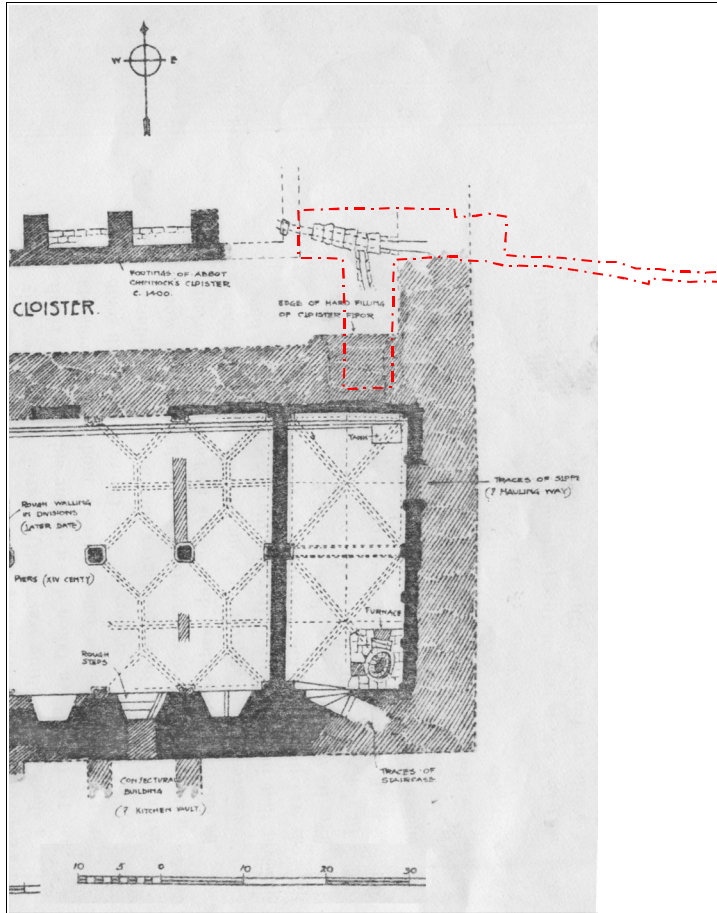 W E
FOOTINGS OF ABBOT
CHINNOCKS CLOISTER
C. 1400.
CLOISTER.
EDGE OF HARD FILLING
OF CLOISTER FLOOR
TANK
TRACES OF SLIPM
(? HAULING WAY)
ROUGH WALLING
IN DIVISIONS
(LATER DATE)
PIERS (XIV CENTY)
FURNACE
ROUGH
STEPS
TRACES OF
STAIRCASE
CONJECTURAL
BUILDING
(? KITCHEN VAULT.)
10 5 0 10 20 30